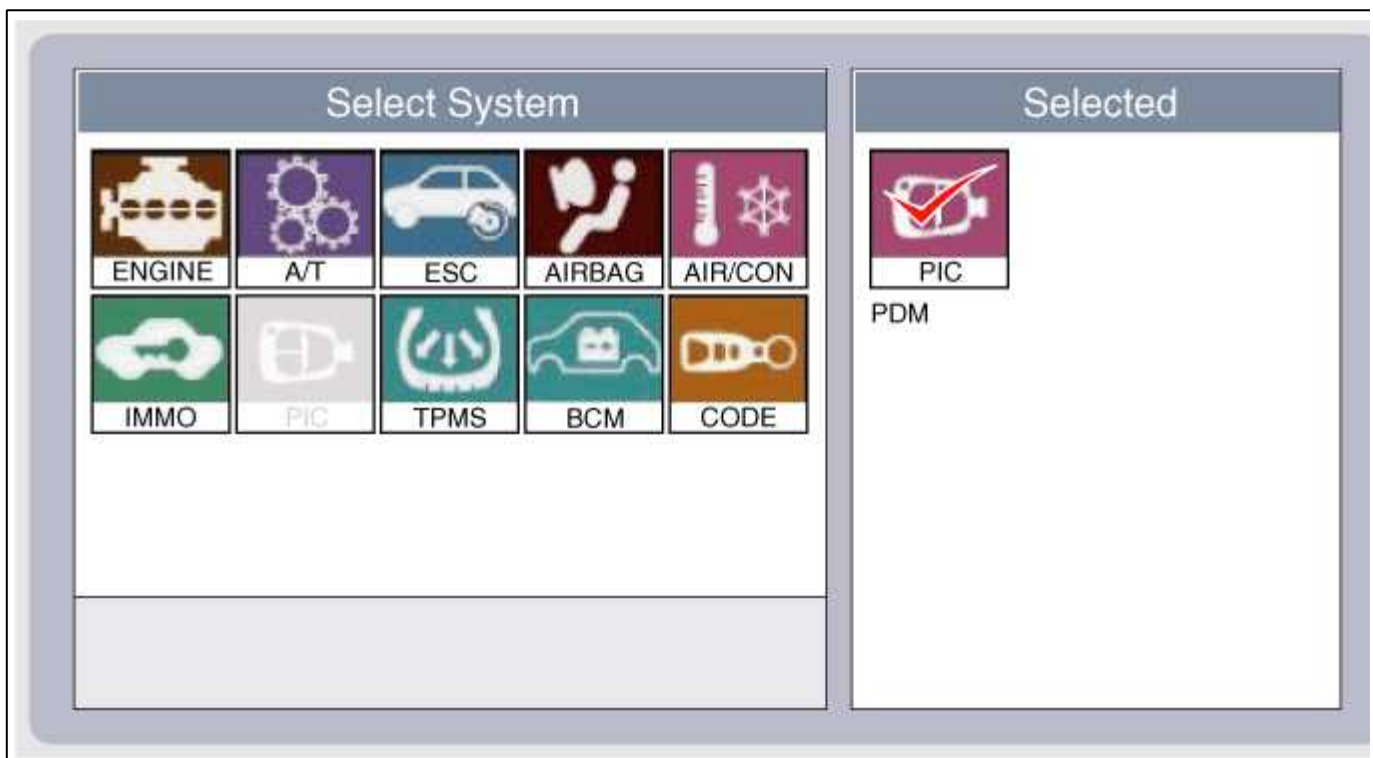 Select System
Selected
ENGINE A/T ESC AIRBAG AIR/CON
PIC
PDM
IMMO PIC TPMS BCM CODE